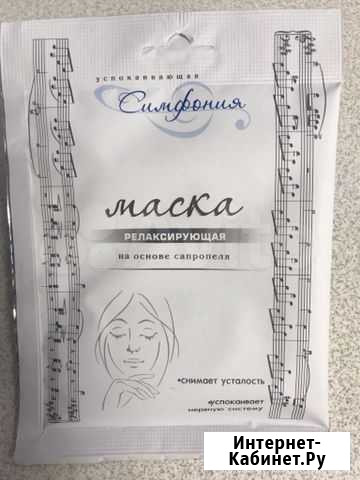 успокаивающая
Симфония
маска
РЕЛАКСИРУЮЩАЯ
на основе сапропеля
•снимает усталость
•успокаивает
нервную систему
Интернет-
Кабинет.Ру